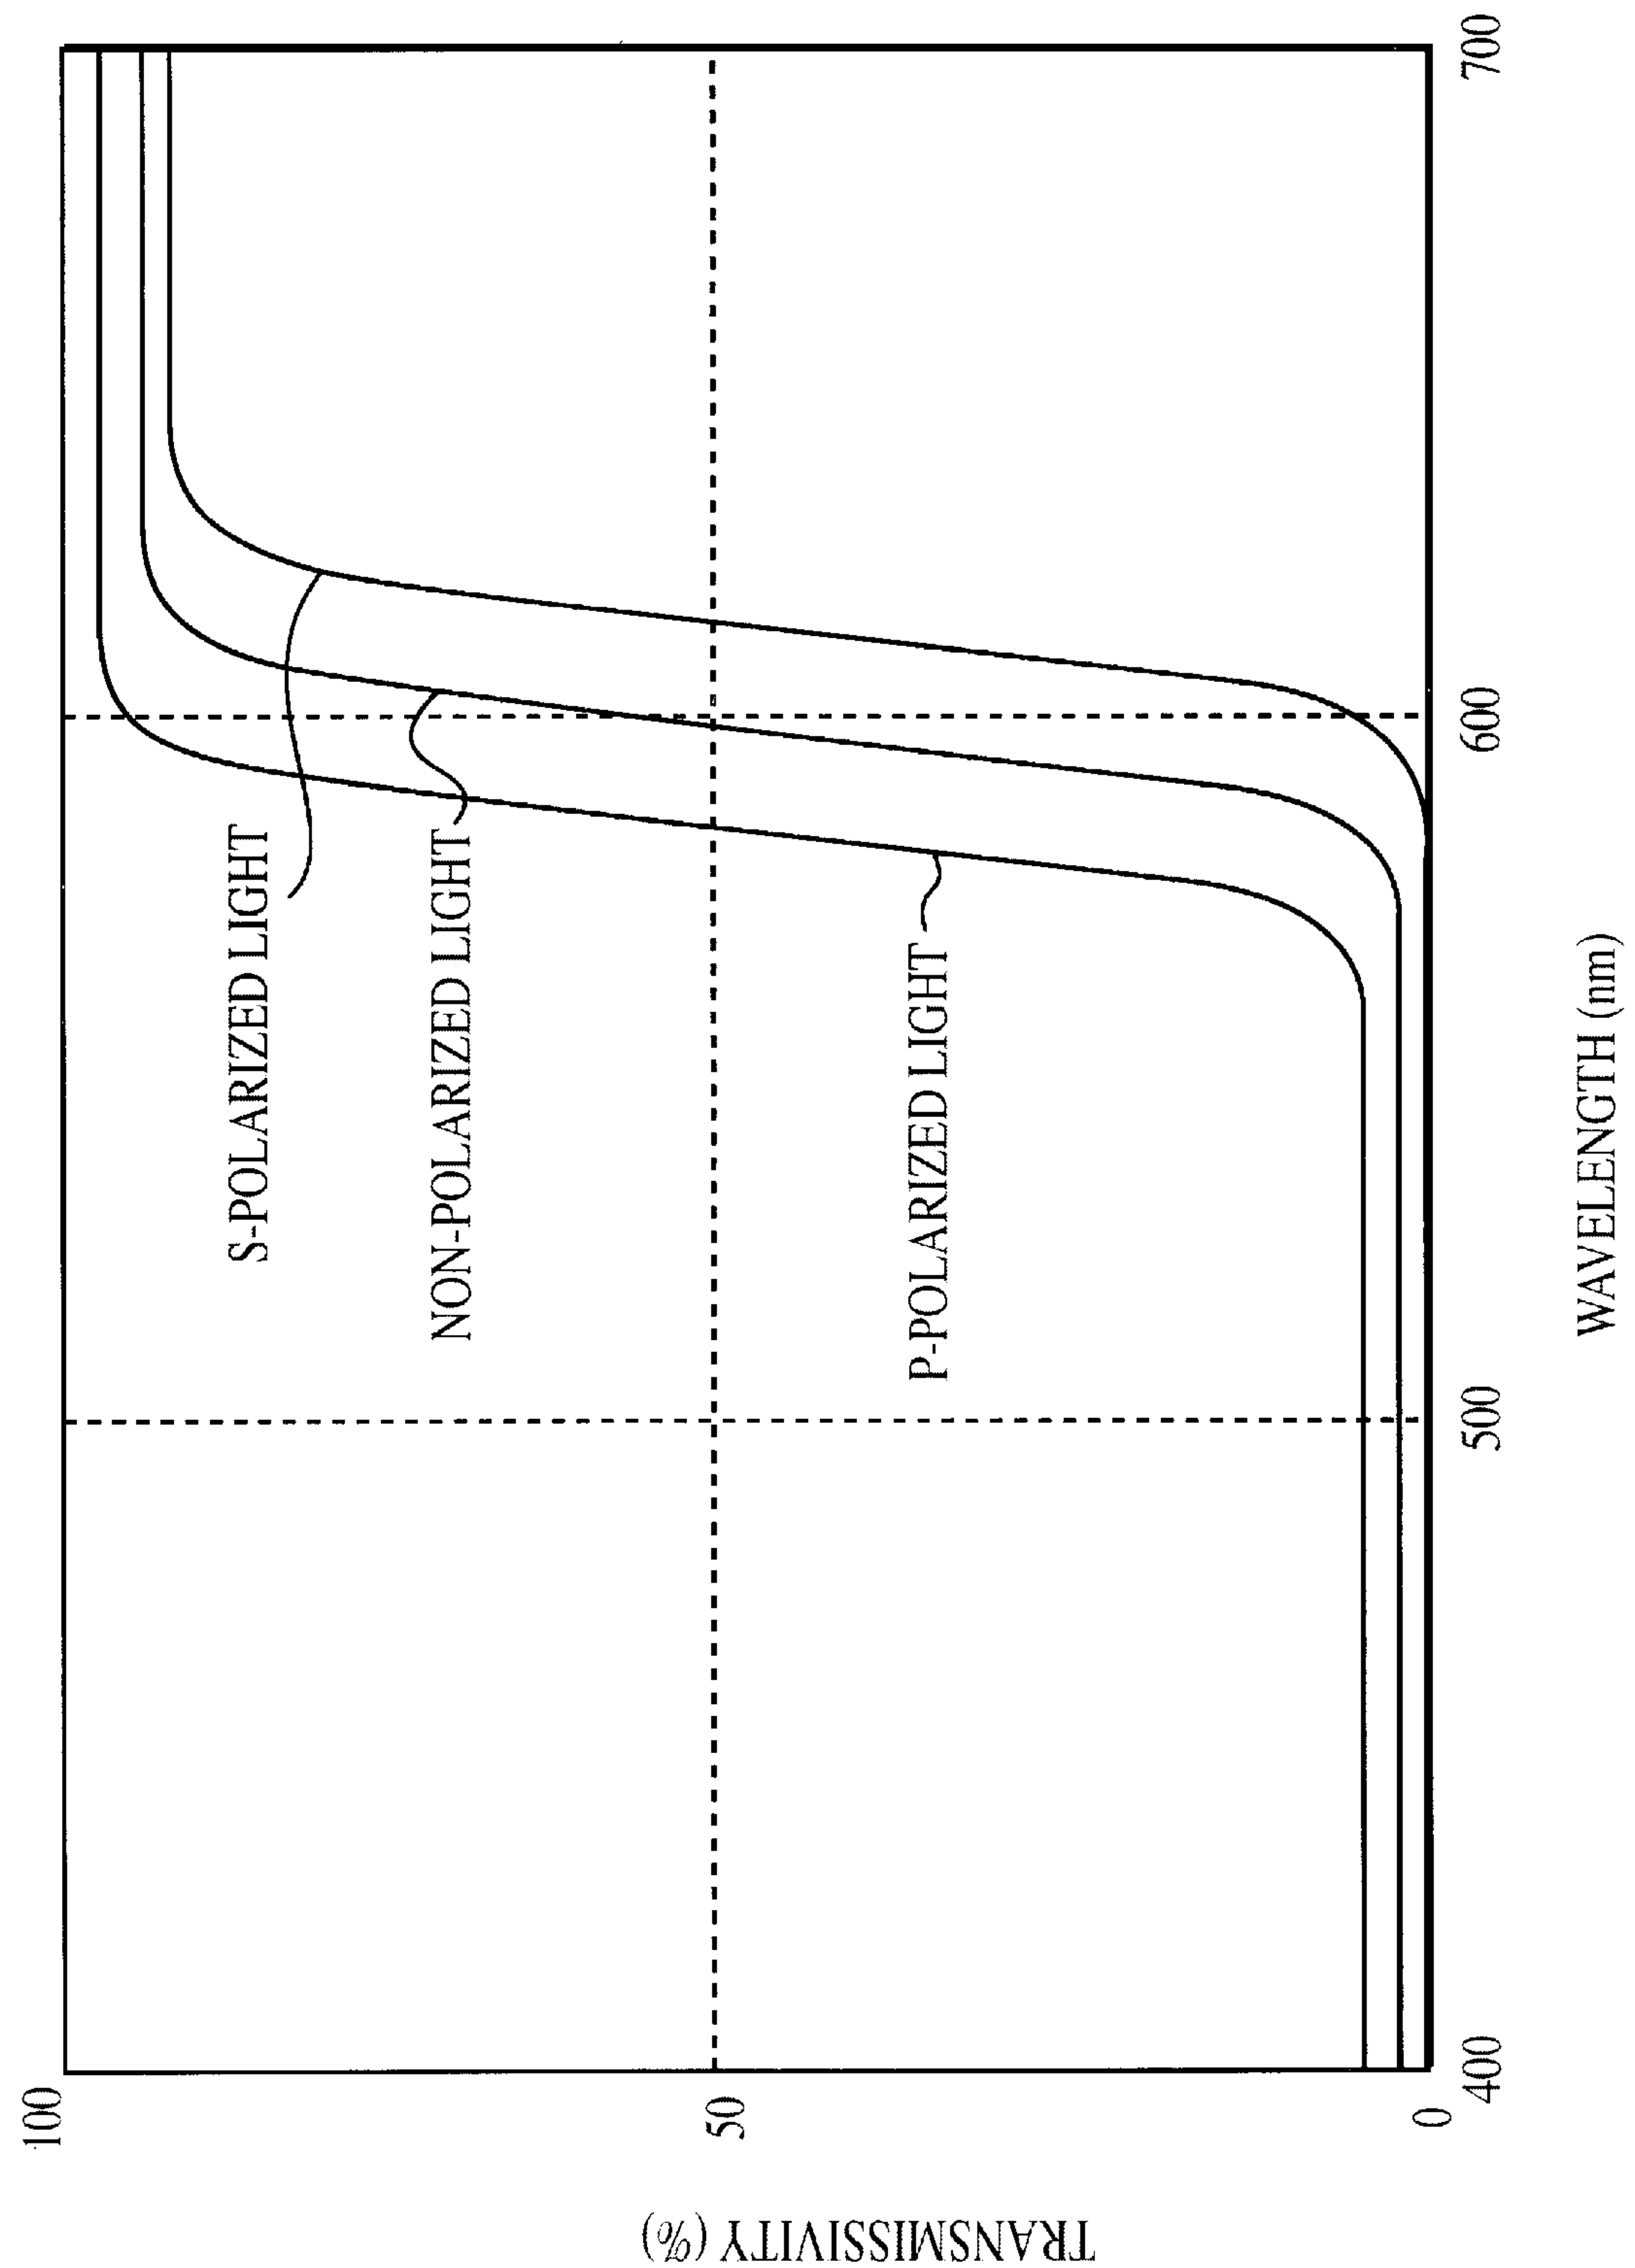 TRANSMISSIVITY (%)
100
50
0
S-POLARIZED LIGHT
NON-POLARIZED LIGHT
P-POLARIZED LIGHT
400
500
600
700
WAVELENGTH (nm)